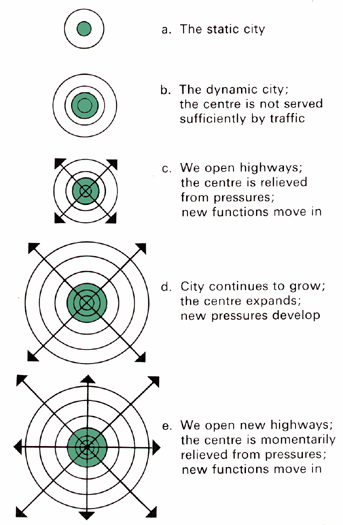 a. The static city
b. The dynamic city;
the centre is not served
sufficiently by traffic
c. We open highways;
the centre is relieved
from pressures;
new functions move in
d. City continues to grow;
the centre expands;
new pressures develop
e. We open new highways;
the centre is momentarily
relieved from pressures;
new functions move in